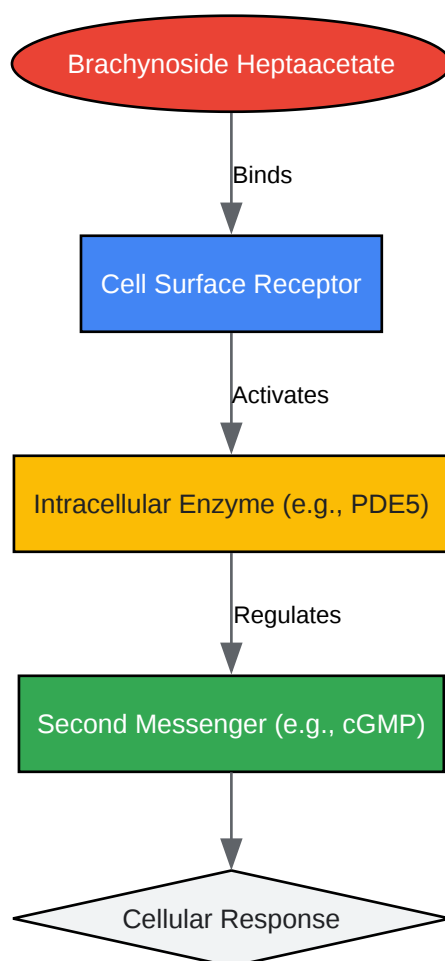 Brachynoside Heptaacetate
Binds
Cell Surface Receptor
Activates
Intracellular Enzyme (e.g., PDE5)
Regulates
Second Messenger (e.g., cGMP)
Cellular Response